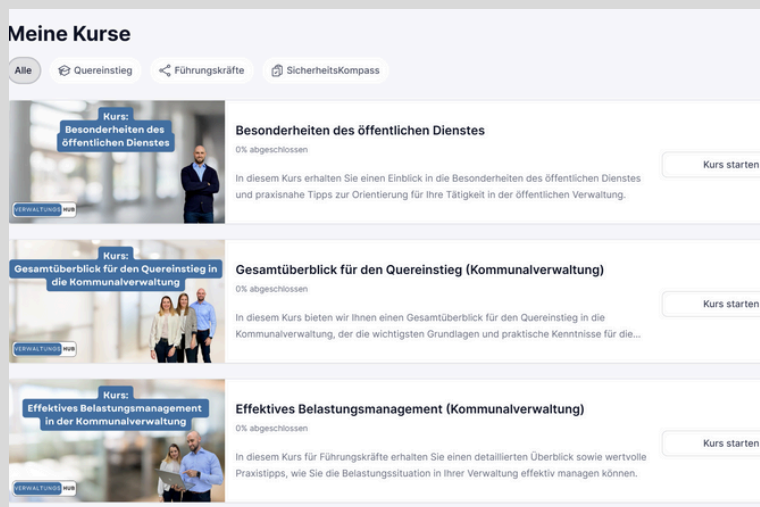 Meine Kurse
Alle
Quereinstieg
Führungskräfte
SicherheitsKompass
Kurs:
Besonderheiten des
öffentlichen Dienstes
VERWALTUNGS HUB
Besonderheiten des öffentlichen Dienstes
0% abgeschlossen
In diesem Kurs erhalten Sie einen Einblick in die Besonderheiten des öffentlichen Dienstes
und praxisnahe Tipps zur Orientierung für Ihre Tätigkeit in der öffentlichen Verwaltung.
Kurs starten
Kurs:
Gesamtüberblick für den Quereinstieg in
die Kommunalverwaltung
VERWALTUNGS HUB
Gesamtüberblick für den Quereinstieg (Kommunalverwaltung)
0% abgeschlossen
In diesem Kurs bieten wir Ihnen einen Gesamtüberblick für den Quereinstieg in die
Kommunalverwaltung, der die wichtigsten Grundlagen und praktische Kenntnisse für die...
Kurs starten
Kurs:
Effektives Belastungsmanagement
in der Kommunalverwaltung
VERWALTUNGS HUB
Effektives Belastungsmanagement (Kommunalverwaltung)
0% abgeschlossen
In diesem Kurs für Führungskräfte erhalten Sie einen detaillierten Überblick sowie wertvolle
Praxistipps, wie Sie die Belastungssituation in Ihrer Verwaltung effektiv managen können.
Kurs starten